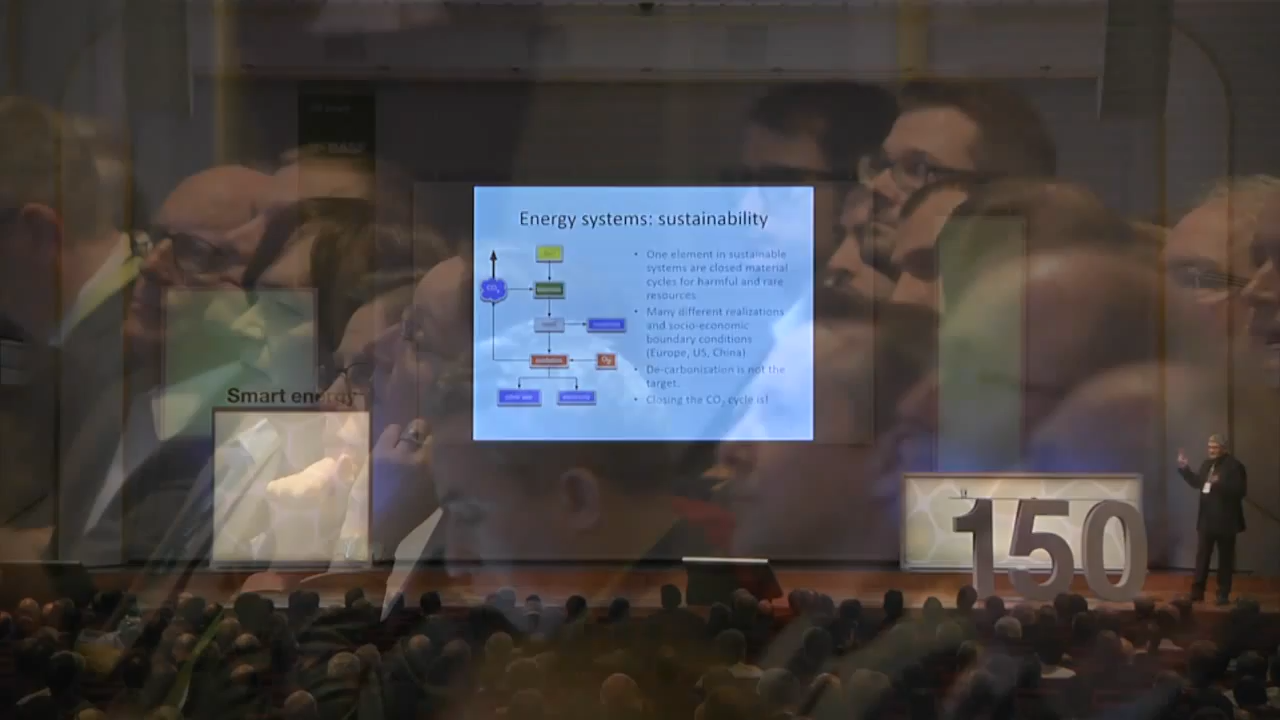 Energy systems: sustainability
CO2
O2
• One element in sustainable
systems are closed material
cycles for harmful and rare
resources
• Many different realizations
and socio-economic
boundary conditions
(Europe, US, China)
• De-carbonisation is not the
target.
• Closing the CO2 cycle is!
Smart energy
150